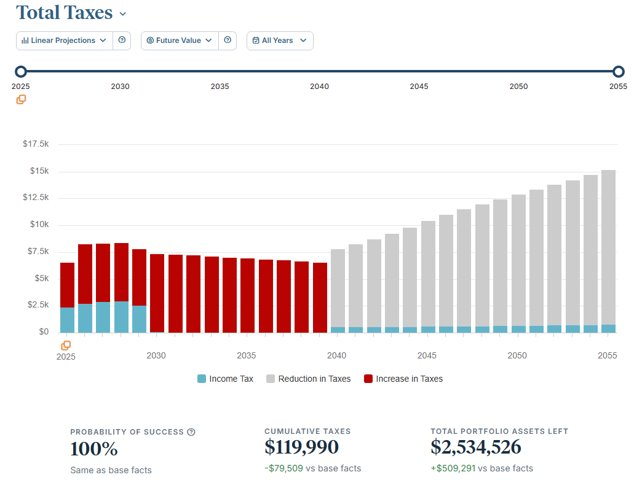 Total Taxes
Linear Projections
Future Value
All Years
2025 2030 2035 2040 2045 2050 2055
$17.5k
$15k
$12.5k
$10k
$7.5k
$5k
$2.5k
$0
2025 2030 2035 2040 2045 2050 2055
Income Tax Reduction in Taxes Increase in Taxes
PROBABILITY OF SUCCESS CUMULATIVE TAXES TOTAL PORTFOLIO ASSETS LEFT
100% $119,990 $2,534,526
Same as base facts -$79,509 vs base facts +$509,291 vs base facts